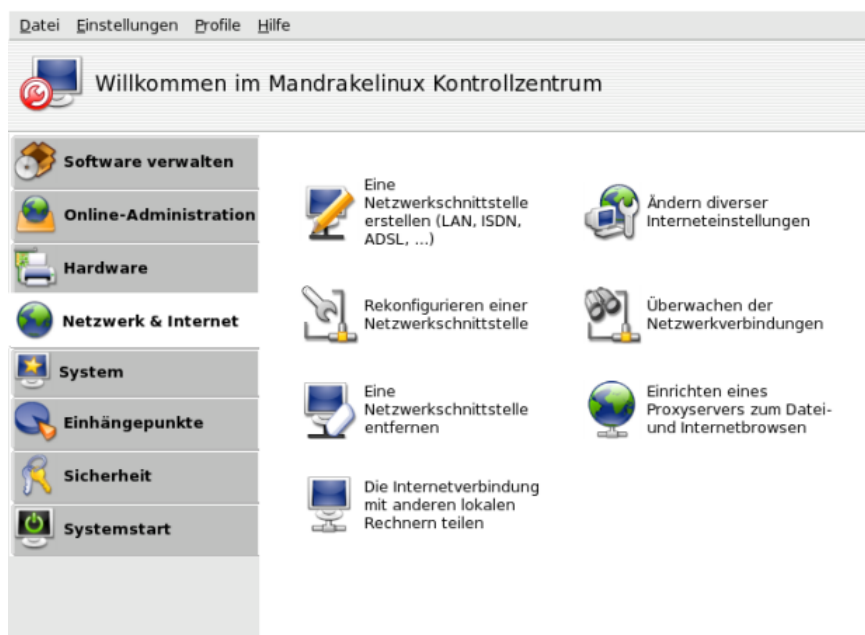 Datei Einstellungen Profile Hilfe
Willkommen im Mandrakelinux Kontrollzentrum
Software verwalten
Online-Administration
Hardware
Netzwerk & Internet
System
Einhängepunkte
Sicherheit
Systemstart
Eine
Netzwerkschnittstelle
erstellen (LAN, ISDN,
ADSL, ...)
Ändern diverser
Interneteinstellungen
Rekonfigurieren einer
Netzwerkschnittstelle
Überwachen der
Netzwerkverbindungen
Eine
Netzwerkschnittstelle
entfernen
Einrichten eines
Proxyservers zum Datei-
und Internetbrowsen
Die Internetverbindung
mit anderen lokalen
Rechnern teilen